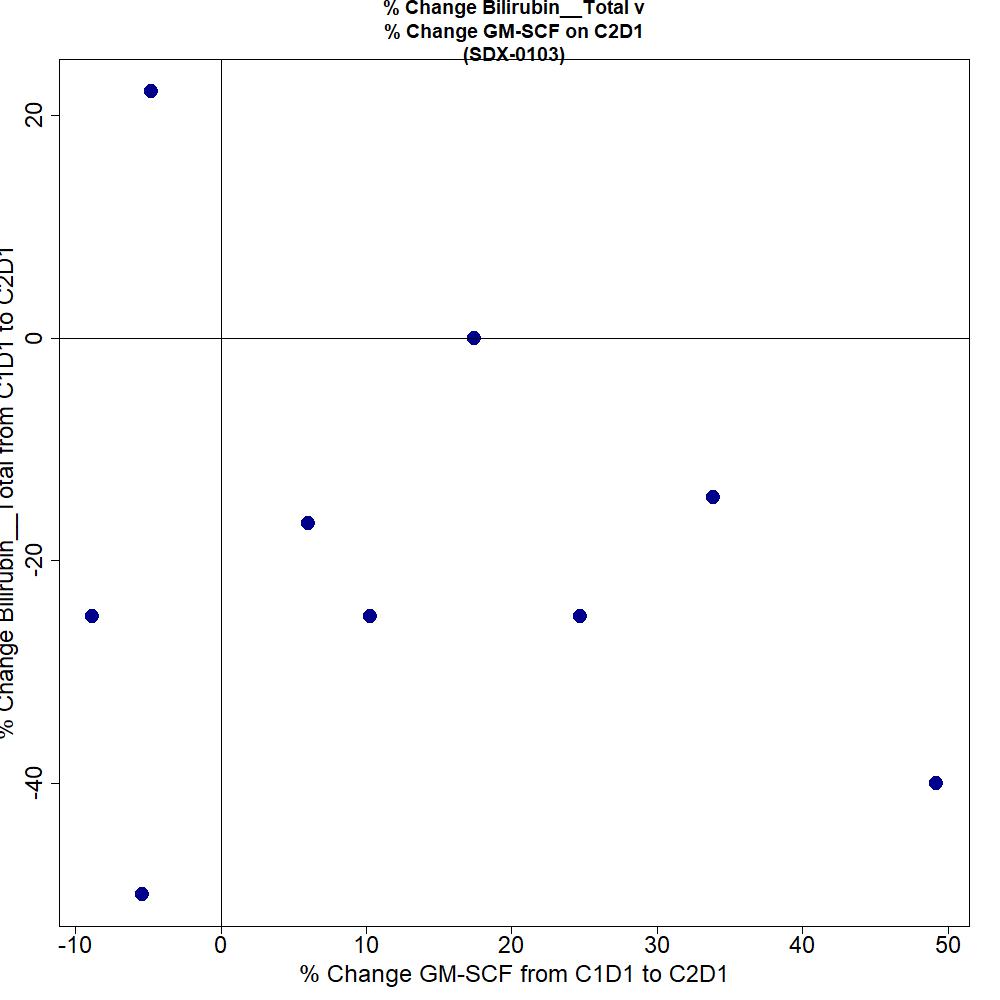 % Change Bilirubin__Total v
% Change GM-SCF on C2D1
(SDX-0103)
% Change Bilirubin__Total from C1D1 to C2D1
20
0
-20
-40
-10 0 10 20 30 40 50
% Change GM-SCF from C1D1 to C2D1